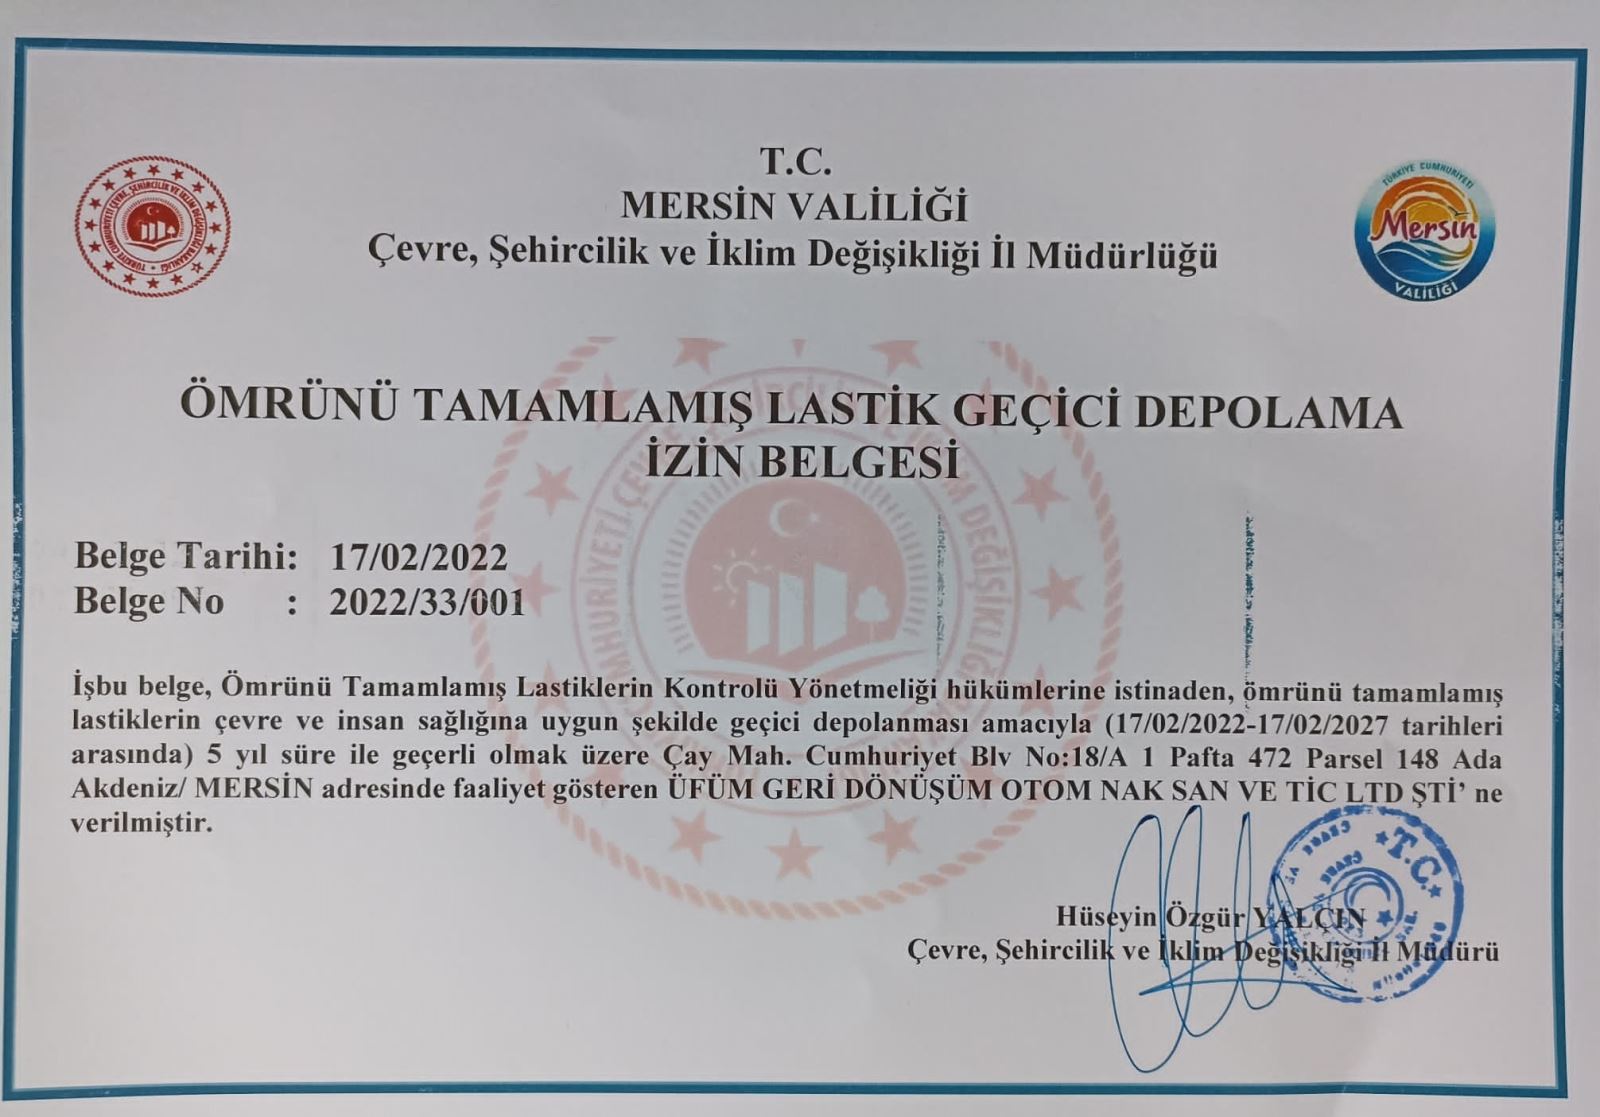 T.C.
MERSİN VALİLİĞİ
Çevre, Şehircilik ve İklim Değişikliği İl Müdürlüğü
TÜRKİYE CUMHURİYETİ
Mersin
VALİLİĞİ
ÖMRÜNÜ TAMAMLAMIŞ LASTİK GEÇİCİ DEPOLAMA
İZİN BELGESİ
Belge Tarihi: 17/02/2022
Belge No : 2022/33/001
İşbu belge, Ömrünü Tamamlamış Lastiklerin Kontrolü Yönetmeliği hükümlerine istinaden, ömrünü tamamlamış
lastiklerin çevre ve insan sağlığına uygun şekilde geçici depolanması amacıyla (17/02/2022-17/02/2027 tarihleri
arasında) 5 yıl süre ile geçerli olmak üzere Çay Mah. Cumhuriyet Blv No:18/A 1 Pafta 472 Parsel 148 Ada
Akdeniz/ MERSİN adresinde faaliyet gösteren ÜFÜM GERİ DÖNÜŞÜM OTOM NAK SAN VE TİC LTD ŞTİ’ ne
verilmiştir.
Hüseyin Özgür YALÇIN
Çevre, Şehircilik ve İklim Değişikliği İl Müdürü
T.C.